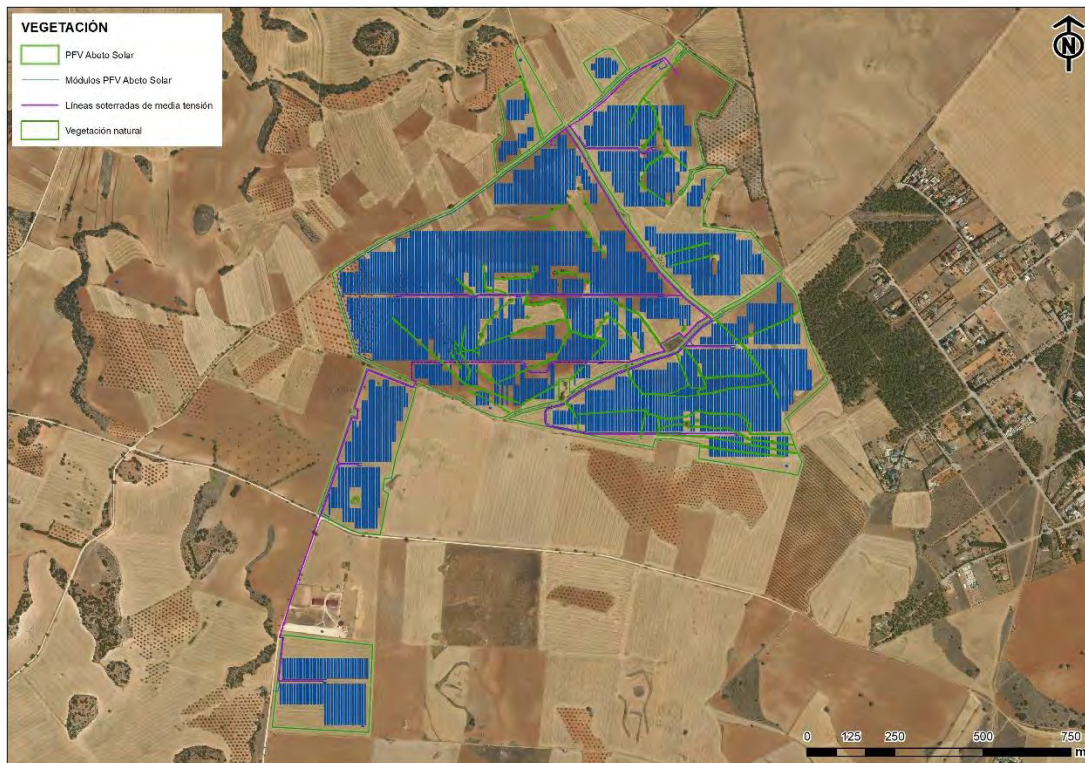 VEGETACIÓN
PFV Abeto Solar
Módulos PFV Abeto Solar
Líneas soterradas de media tensión
Vegetación natural
N
0 125 250 500 750
m